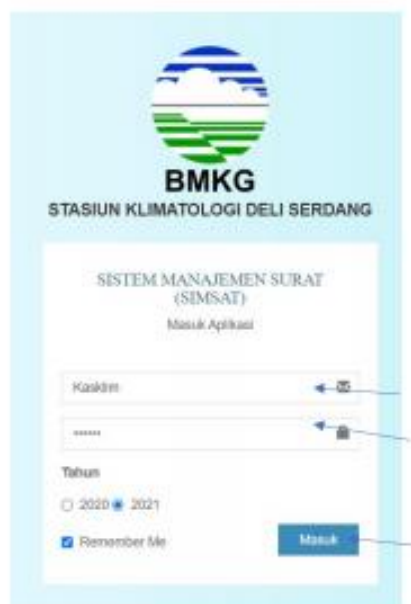 BMKG
STASIUN KLIMATOLOGI DELI SERDANG
SISTEM MANAJEMEN SURAT
(SIMSAT)
Masuk Aplikasi
Kasklim
••••••
Tahun
2020 2021
Remember Me
Masuk